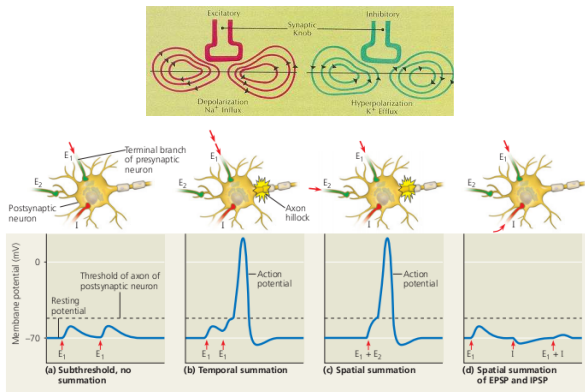 Excitatory
Inhibitory
Synaptic
Knob
Depolarization
Na+ Influx
Hyperpolarization
K+ Efflux
E1
Terminal branch
of presynaptic
neuron
E2
Postsynaptic
neuron
I
E1
E2
Axon
hillock
I
E1
E2
I
E1
E2
I
Membrane potential (mV)
0
Threshold of axon of
postsynaptic neuron
Resting
potential
–70
E1
E1
Action
potential
E1
E1
Action
potential
E1 + E2
E1
I
E1 + I
(a) Subthreshold, no
summation
(b) Temporal summation
(c) Spatial summation
(d) Spatial summation
of EPSP and IPSP